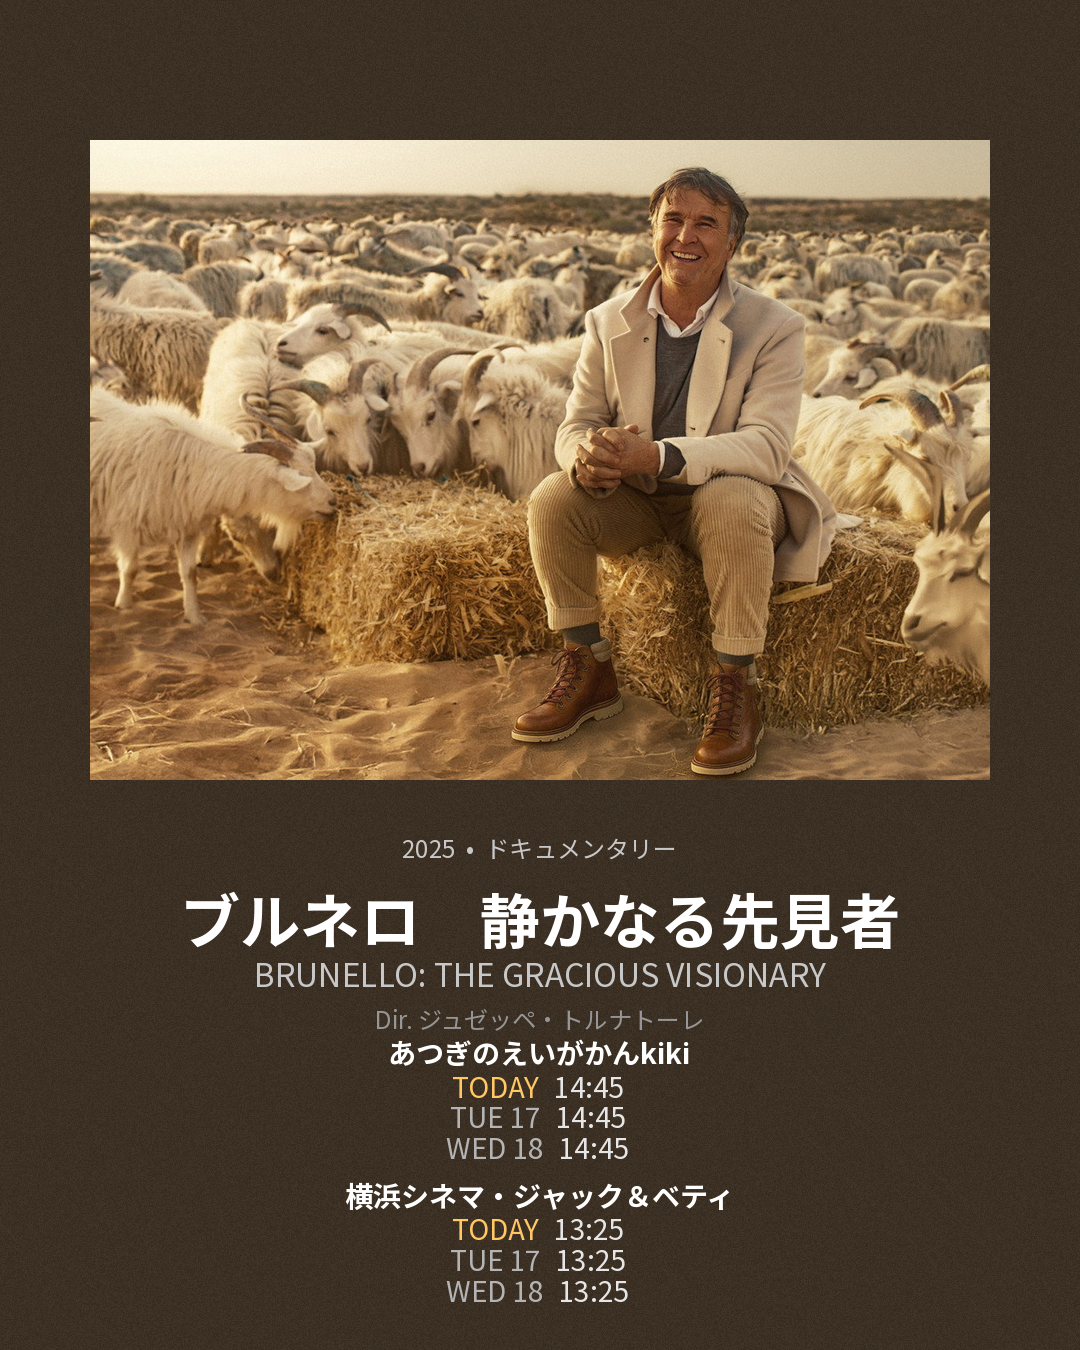 2025 • ドキュメンタリー
ブルネロ　静かなる先見者
BRUNELLO: THE GRACIOUS VISIONARY
Dir. ジュゼッペ・トルナトーレ
あつぎのえいがかんkiki
TODAY 14:45
TUE 17 14:45
WED 18 14:45
横浜シネマ・ジャック＆ベティ
TODAY 13:25
TUE 17 13:25
WED 18 13:25